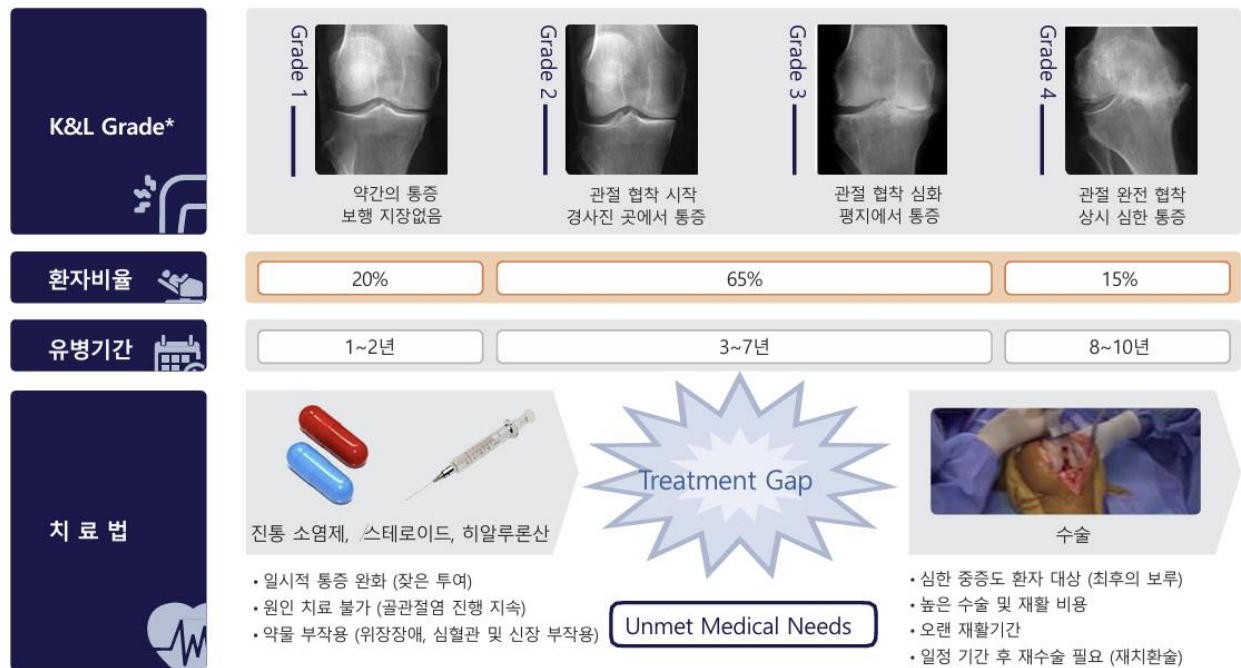 K&L Grade*
Grade 1
Grade 2
Grade 3
Grade 4
약간의 통증
보행 지장없음
관절 협착 시작
경사진 곳에서 통증
관절 협착 심화
평지에서 통증
관절 완전 협착
상시 심한 통증
환자비율
20%
65%
15%
유병기간
1~2년
3~7년
8~10년
치 료 법
진통 소염제, /스테로이드, 히알루론산
• 일시적 통증 완화 (잦은 투여)
• 원인 치료 불가 (골관절염 진행 지속)
• 약물 부작용 (위장장애, 심혈관 및 신장 부작용)
Treatment Gap
Unmet Medical Needs
수술
• 심한 중증도 환자 대상 (최후의 보루)
• 높은 수술 및 재활 비용
• 오랜 재활기간
• 일정 기간 후 재수술 필요 (재치환술)